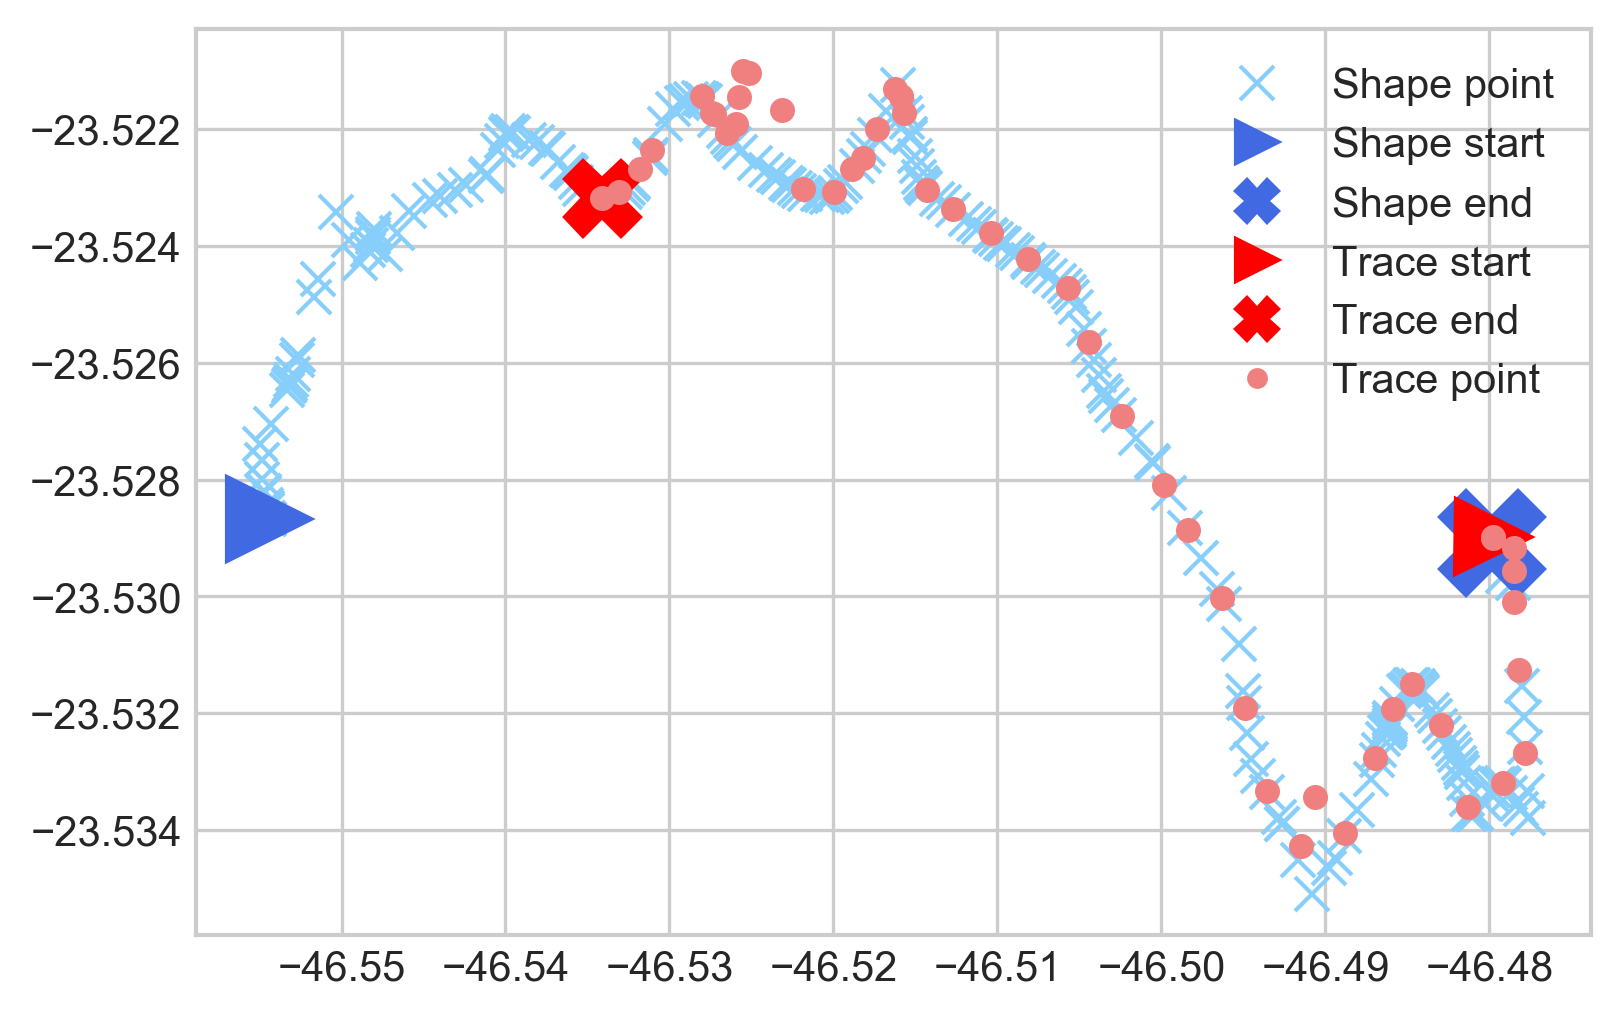 Shape point
Shape start
Shape end
Trace start
Trace end
Trace point
−23.522
−23.524
−23.526
−23.528
−23.530
−23.532
−23.534
−46.55 −46.54 −46.53 −46.52 −46.51 −46.50 −46.49 −46.48